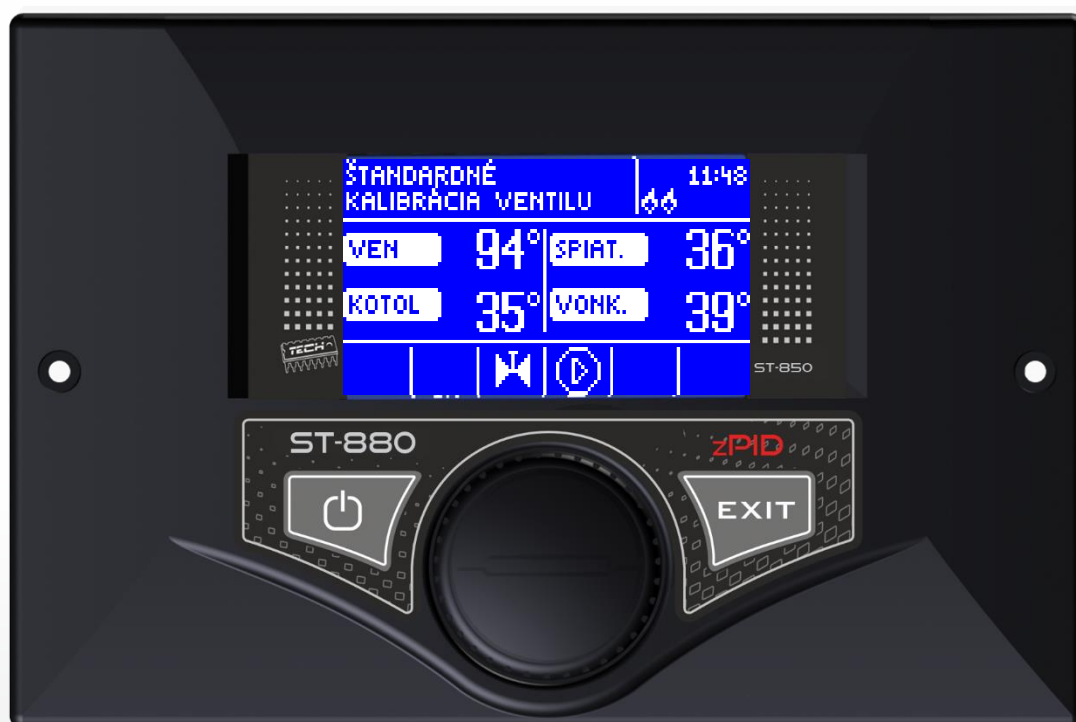 ŠTANDARDNÉ
KALIBRÁCIA VENTILU
11:48
VEN 94° SPIAT. 36°
KOTOL 35° VONK. 39°
TECH
ST-850
ST-880
zPID
EXIT